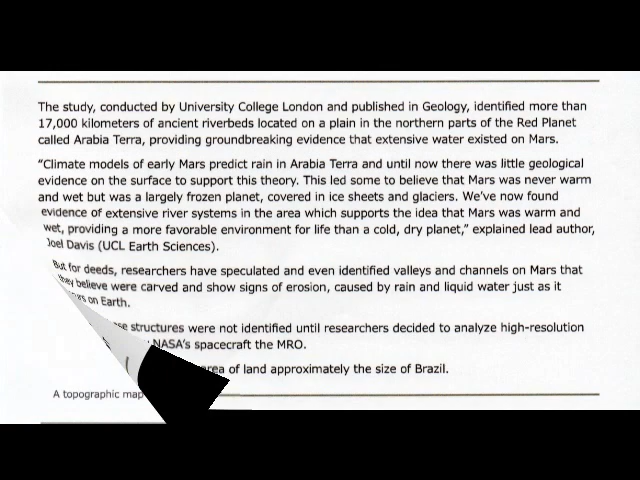 The study, conducted by University College London and published in Geology, identified more than
17,000 kilometers of ancient riverbeds located on a plain in the northern parts of the Red Planet
called Arabia Terra, providing groundbreaking evidence that extensive water existed on Mars.
“Climate models of early Mars predict rain in Arabia Terra and until now there was little geological
evidence on the surface to support this theory. This led some to believe that Mars was never warm
and wet but was a largely frozen planet, covered in ice sheets and glaciers. We’ve now found
evidence of extensive river systems in the area which supports the idea that Mars was warm and
wet, providing a more favorable environment for life than a cold, dry planet,” explained lead author,
Joel Davis (UCL Earth Sciences).
But for deeds, researchers have speculated and even identified valleys and channels on Mars that
they believe were carved and show signs of erosion, caused by rain and liquid water just as it
on Earth.
structures were not identified until researchers decided to analyze high-resolution
NASA’s spacecraft the MRO.
area of land approximately the size of Brazil.
A topographic map